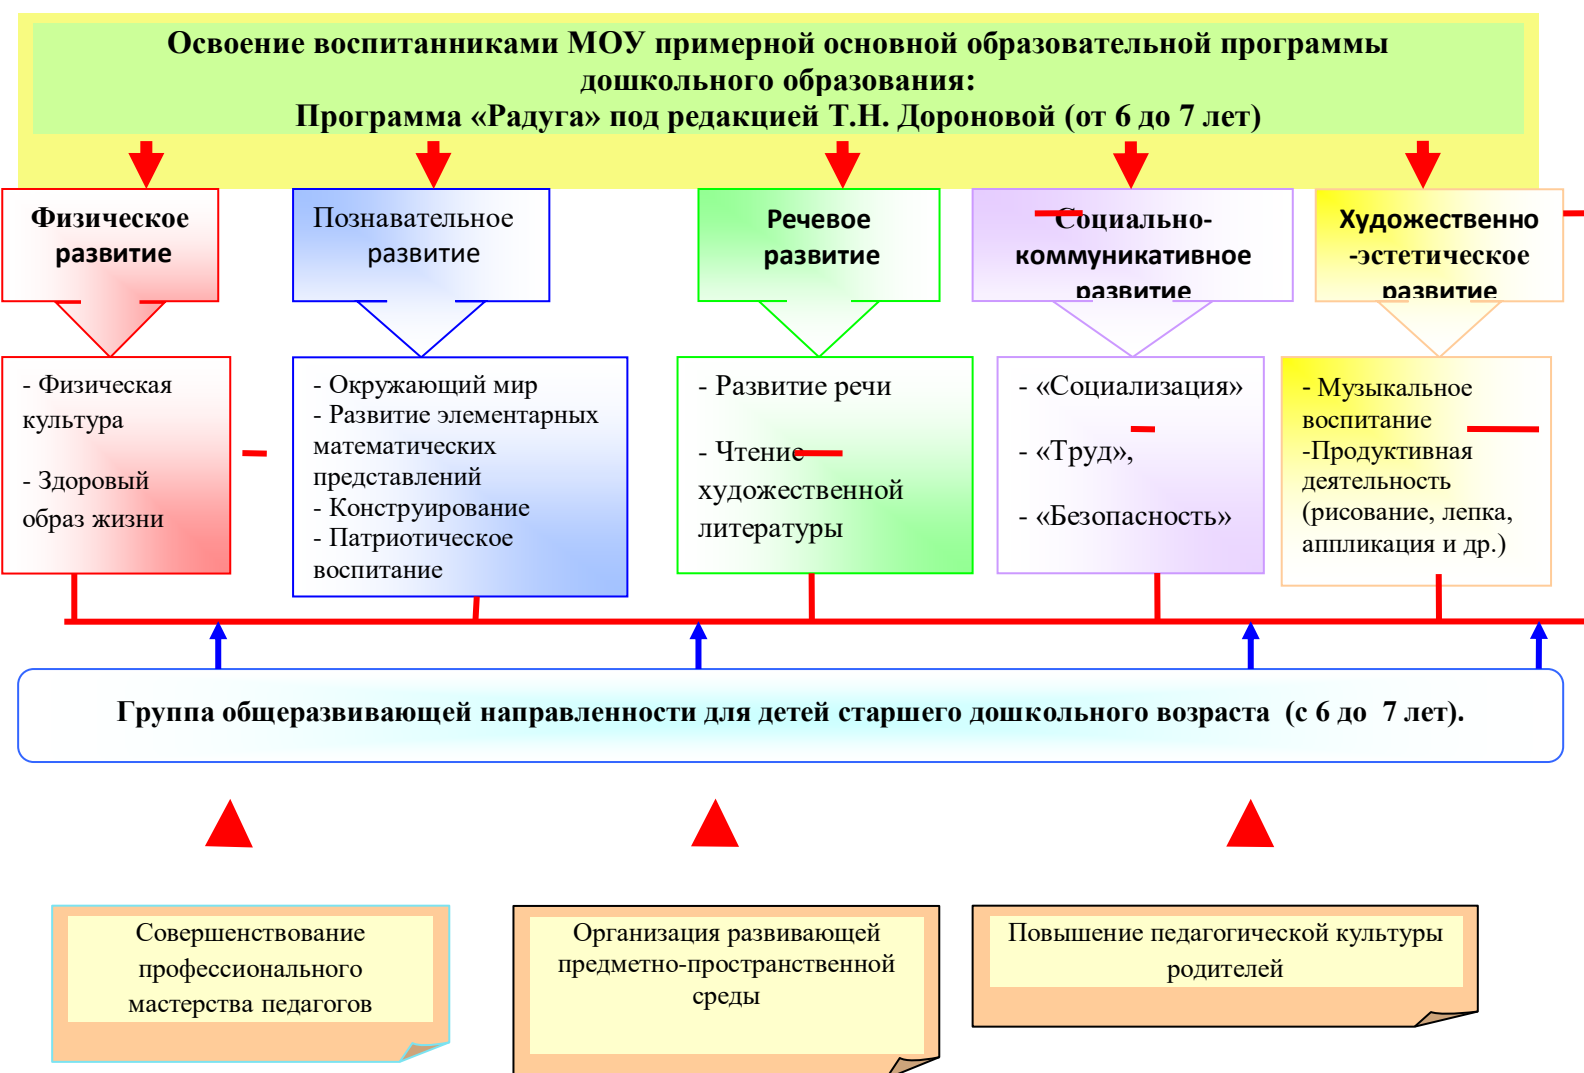 Освоение воспитанниками МОУ примерной основной образовательной программы
дошкольного образования:
Программа «Радуга» под редакцией Т.Н. Дороновой (от 6 до 7 лет)
Физическое
развитие
Познавательное
развитие
Речевое
развитие
Социально-
коммуникативное
развитие
Художественно
-эстетическое
развитие
- Физическая
культура
- Здоровый
образ жизни
- Окружающий мир
- Развитие элементарных
математических
представлений
- Конструирование
- Патриотическое
воспитание
- Развитие речи
- Чтение
художественной
литературы
- «Социализация»
- «Труд»,
- «Безопасность»
- Музыкальное
воспитание
-Продуктивная
деятельность
(рисование, лепка,
аппликация и др.)
Группа общеразвивающей направленности для детей старшего дошкольного возраста (с 6 до 7 лет).
Совершенствование
профессионального
мастерства педагогов
Организация развивающей
предметно-пространственной
среды
Повышение педагогической культуры
родителей